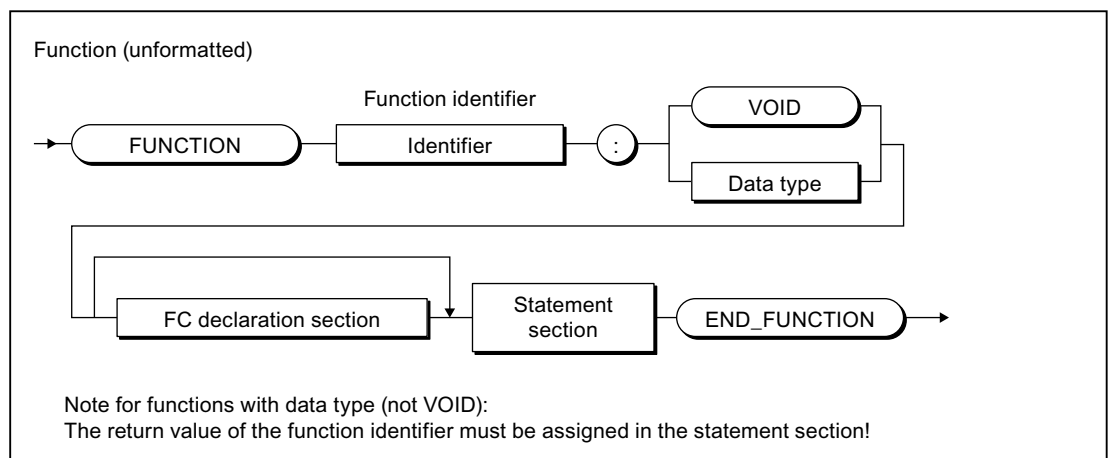 Function (unformatted)
Function identifier
FUNCTION
Identifier
:
VOID
Data type
FC declaration section
Statement
section
END_FUNCTION
Note for functions with data type (not VOID):
The return value of the function identifier must be assigned in the statement section!